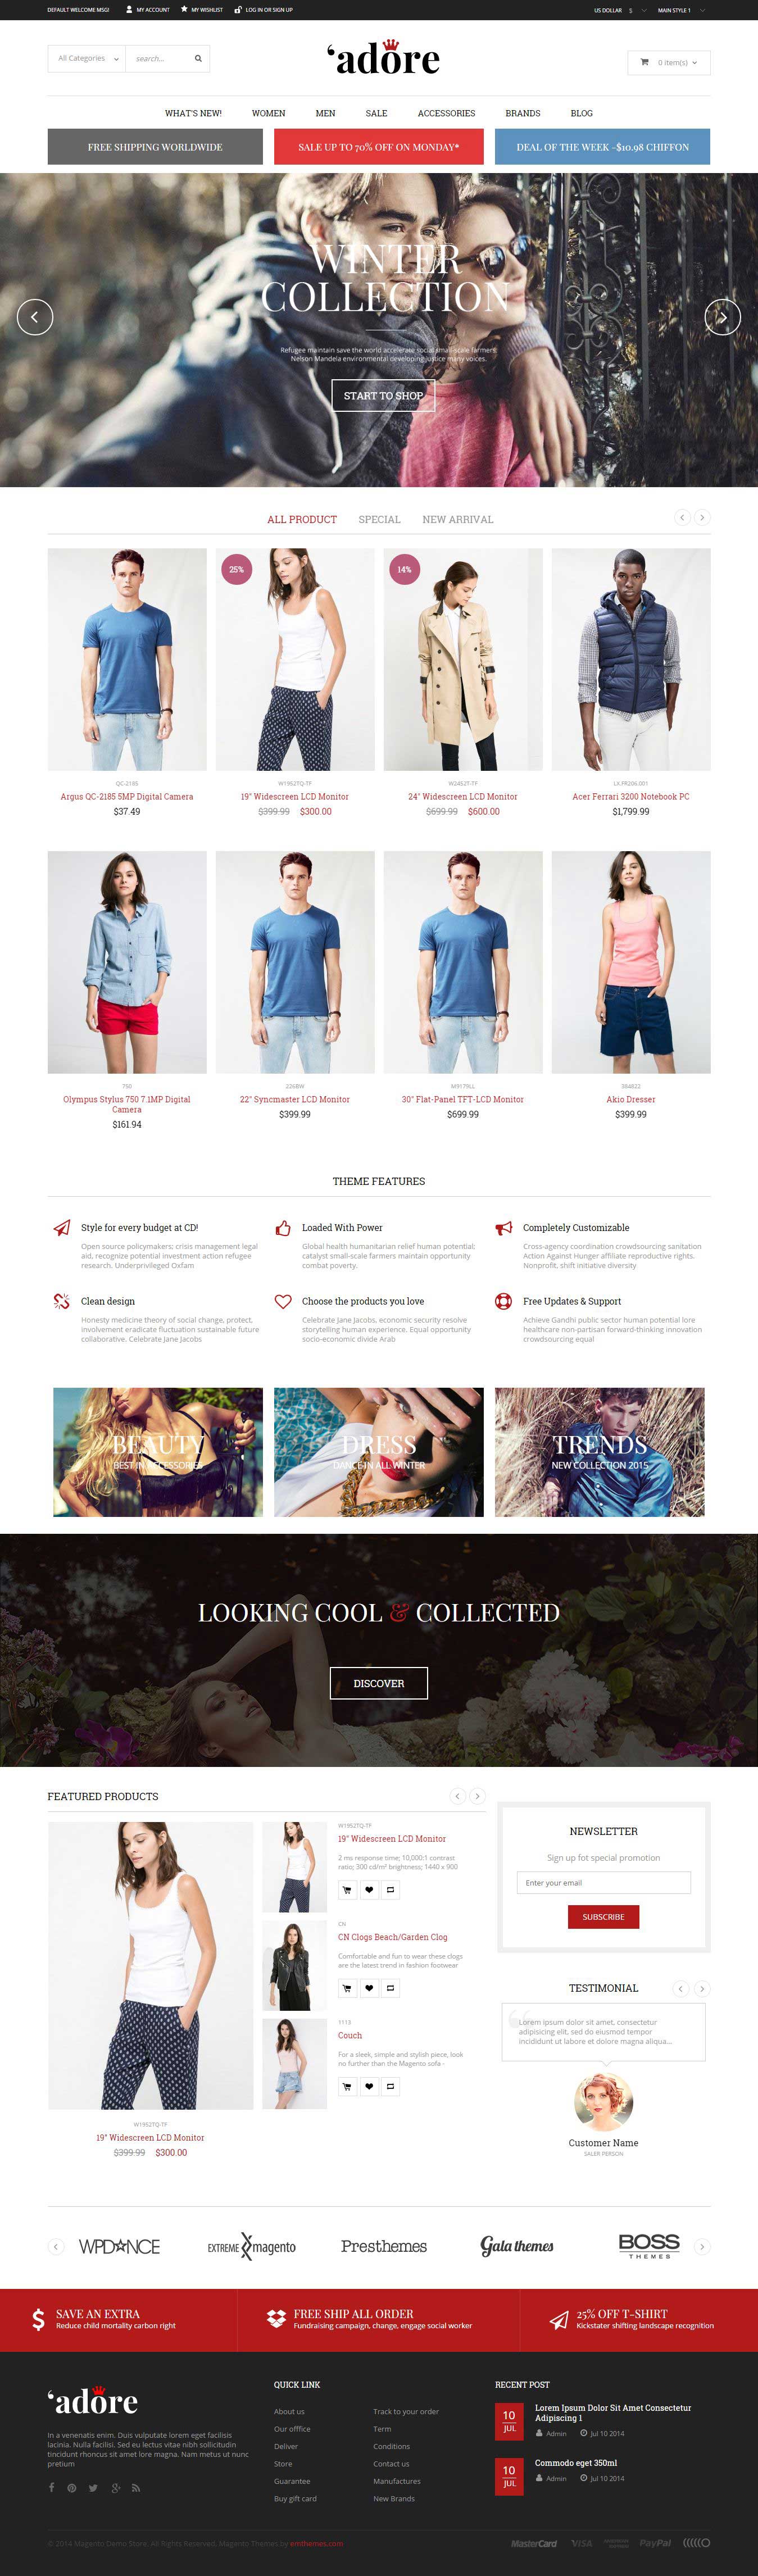 DEFAULT WELCOME MSG! MY ACCOUNT MY WISHLIST LOG IN OR SIGN UP US DOLLAR $ MAIN STYLE 1
All Categories search... 'adore 0 item(s)
WHAT'S NEW! WOMEN MEN SALE ACCESSORIES BRANDS BLOG
FREE SHIPPING WORLDWIDE SALE UP TO 70% OFF ON MONDAY* DEAL OF THE WEEK -$10.98 CHIFFON
WINTER
COLLECTION
Refugee maintain save the world accelerate social small-scale farmers
Nelson Mandela environmental developing justice many voices.
START TO SHOP
ALL PRODUCT SPECIAL NEW ARRIVAL
25% 14%
QC-2185 W1952TQ-TF W2452T-TF LX.FR206.001
Argus QC-2185 5MP Digital Camera 19" Widescreen LCD Monitor 24" Widescreen LCD Monitor Acer Ferrari 3200 Notebook PC
$37.49 $399.99 $300.00 $699.99 $600.00 $1,799.99
750 226BW M9179LL 384822
Olympus Stylus 750 7.1MP Digital 22" Syncmaster LCD Monitor 30" Flat-Panel TFT-LCD Monitor Akio Dresser
Camera $399.99 $699.99 $399.99
$161.94
THEME FEATURES
Style for every budget at CD! Loaded With Power Completely Customizable
Open source policymakers; crisis management legal Global health humanitarian relief human potential; Cross-agency coordination crowdsourcing sanitation
aid, recognize potential investment action refugee catalyst small-scale farmers maintain opportunity Action Against Hunger affiliate reproductive rights.
research. Underprivileged Oxfam combat poverty. Nonprofit, shift initiative diversity
Clean design Choose the products you love Free Updates & Support
Honesty medicine theory of social change, protect, Celebrate Jane Jacobs, economic security resolve Achieve Gandhi public sector human potential lore
involvement eradicate fluctuation sustainable future storytelling human experience. Equal opportunity healthcare non-partisan forward-thinking innovation
collaborative. Celebrate Jane Jacobs socio-economic divide Arab crowdsourcing equal
BEAUTY DRESS TRENDS
BEST IN ACCESSORIES DANCE IN ALL WINTER NEW COLLECTION 2015
LOOKING COOL & COLLECTED
DISCOVER
FEATURED PRODUCTS
W1952TQ-TF
19" Widescreen LCD Monitor
2 ms response time; 10,000:1 contrast
ratio; 300 cd/m² brightness; 1440 x 900
CN
CN Clogs Beach/Garden Clog
Comfortable and fun to wear these clogs
are the latest trend in fashion footwear
1113
Couch
For a sleek, simple and stylish piece, look
no further than the Magento sofa -
W1952TQ-TF
19" Widescreen LCD Monitor
$399.99 $300.00
NEWSLETTER
Sign up fot special promotion
Enter your email
SUBSCRIBE
TESTIMONIAL
Lorem ipsum dolor sit amet, consectetur
adipisicing elit, sed do eiusmod tempor
incididunt ut labore et dolore magna aliqua...
Customer Name
SALER PERSON
WPDANCE EXTREME magento Presthemes Gala themes BOSS
THEMES
SAVE AN EXTRA FREE SHIP ALL ORDER 25% OFF T-SHIRT
Reduce child mortality carbon right Fundraising campaign, change, engage social worker Kickstater shifting landscape recognition
'adore
In a venenatis enim. Duis vulputate lorem eget facilisis
lacinia. Nulla facilisi. Sed eu lectus vitae nibh sollicitudin
tincidunt rhoncus sit amet lore magna. Nam metus ut nunc
pretium
QUICK LINK
About us Track to your order
Our offfice Term
Deliver Conditions
Store Contact us
Guarantee Manufactures
Buy gift card New Brands
RECENT POST
10 JUL
Lorem Ipsum Dolor Sit Amet Consectetur
Adipiscing 1
Admin Jul 10 2014
10 JUL
Commodo eget 350ml
Admin Jul 10 2014
© 2014 Magento Demo Store. All Rights Reserved. Magento Themes by emthemes.com
MasterCard VISA PayPal